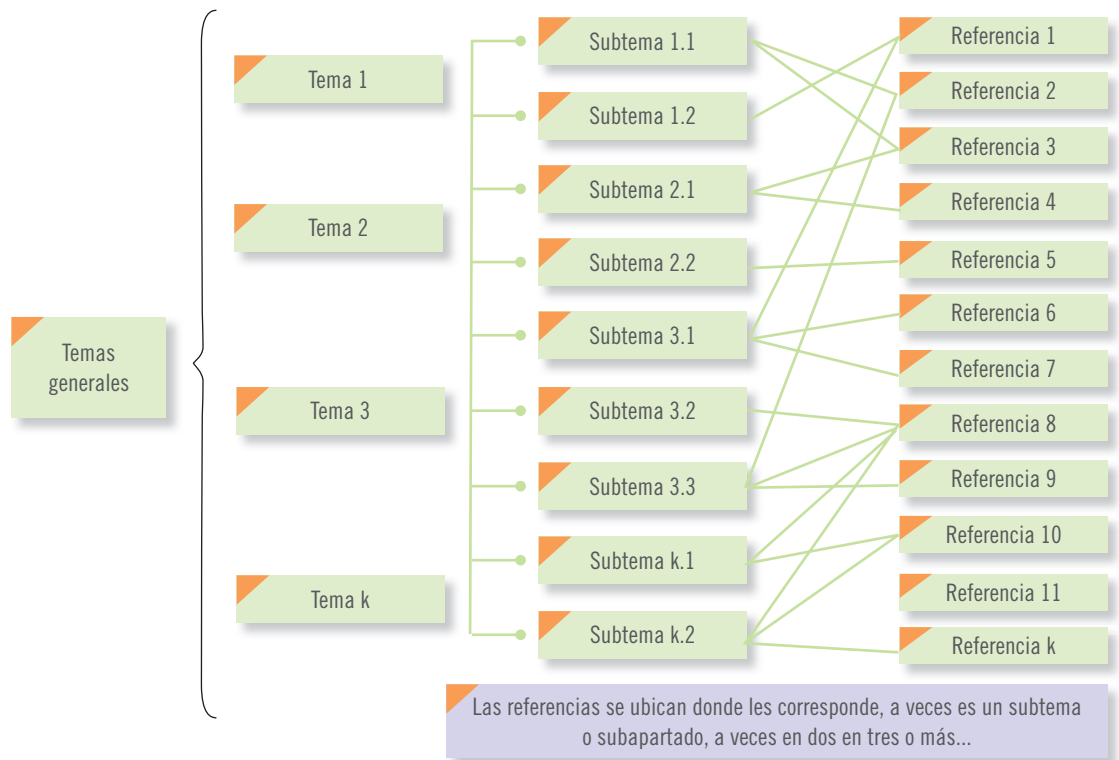 Temas
generales
Tema 1
Tema 2
Tema 3
Tema k
Subtema 1.1
Subtema 1.2
Subtema 2.1
Subtema 2.2
Subtema 3.1
Subtema 3.2
Subtema 3.3
Subtema k.1
Subtema k.2
Referencia 1
Referencia 2
Referencia 3
Referencia 4
Referencia 5
Referencia 6
Referencia 7
Referencia 8
Referencia 9
Referencia 10
Referencia 11
Referencia k
Las referencias se ubican donde les corresponde, a veces es un subtema
o subapartado, a veces en dos en tres o más...